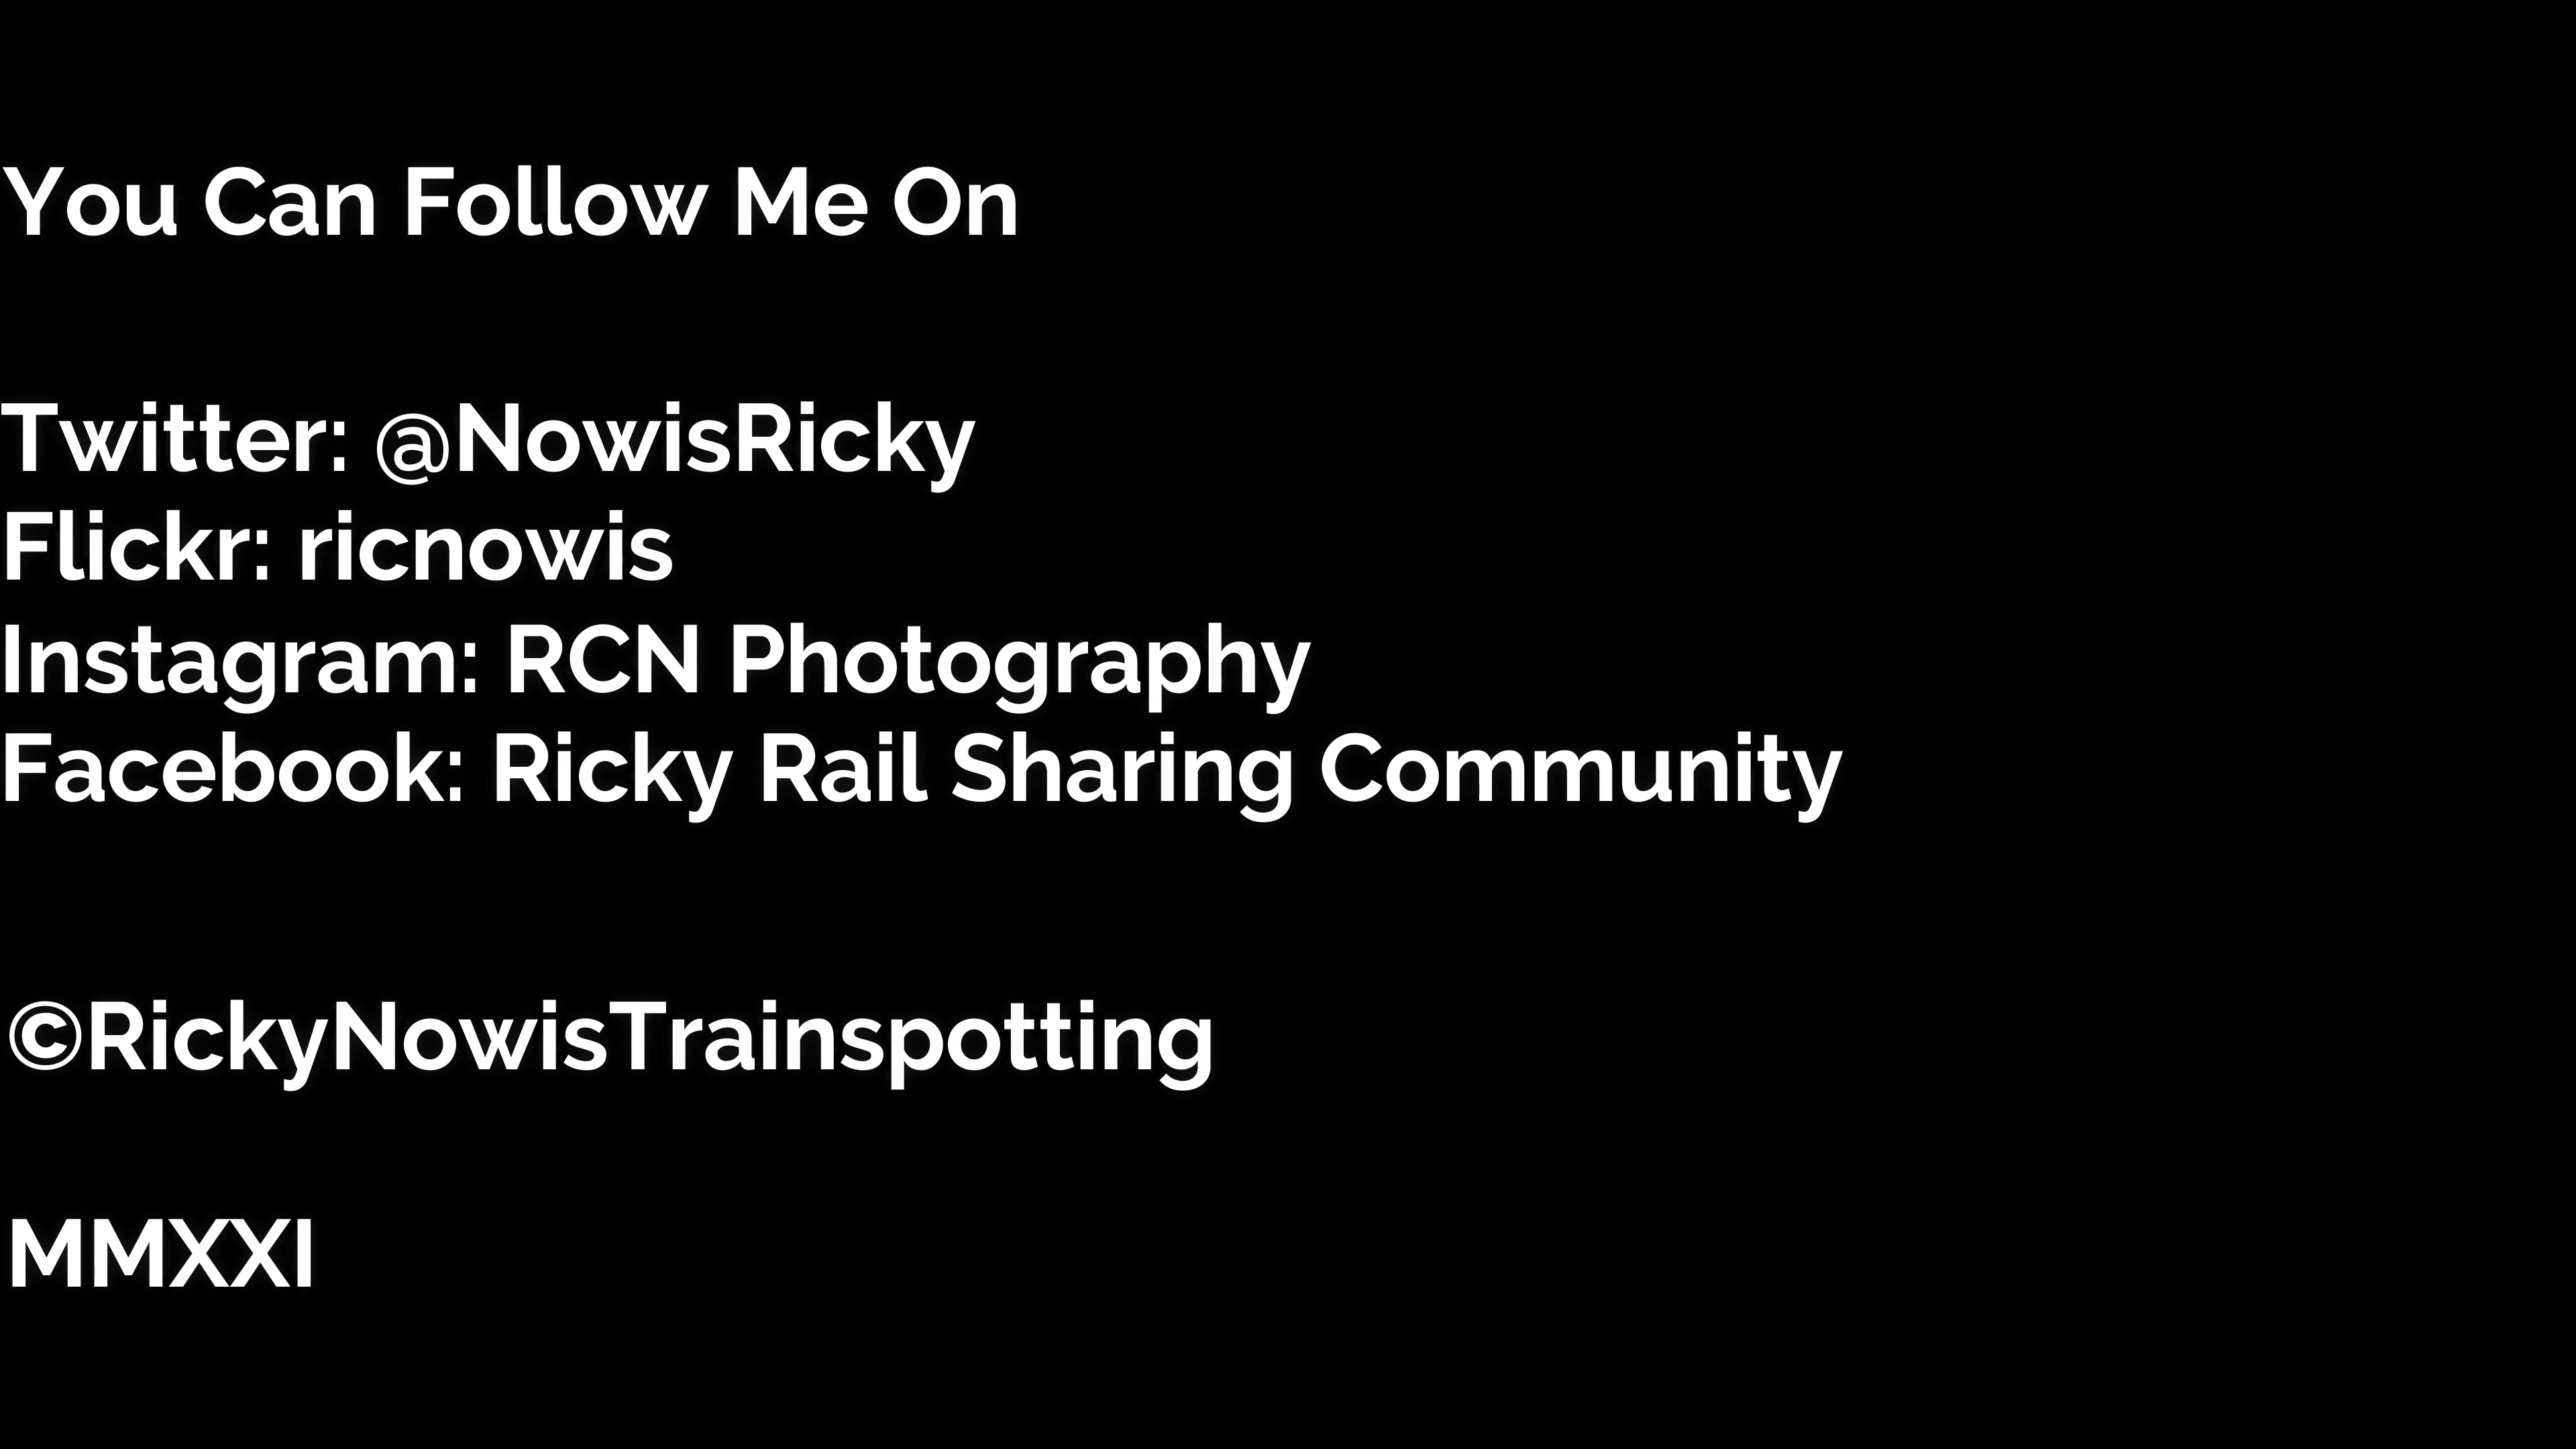 You Can Follow Me On
Twitter: @NowisRicky
Flickr: ricnowis
Instagram: RCN Photography
Facebook: Ricky Rail Sharing Community
©RickyNowisTrainspotting
MMXXI